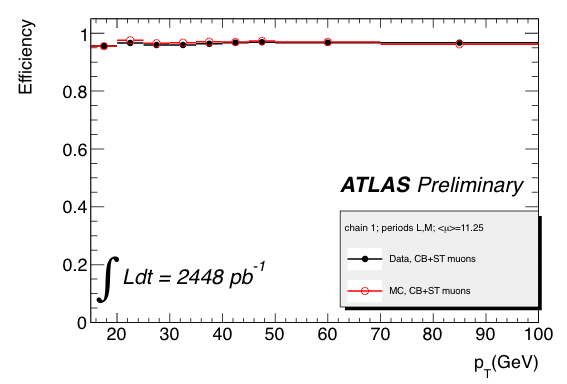 Efficiency
1
0.8
0.6
0.4
0.2
0
ATLAS Preliminary
chain 1; periods L,M; <μ>=11.25
Data, CB+ST muons
MC, CB+ST muons
∫ Ldt = 2448 pb⁻¹
20 30 40 50 60 70 80 90 100
p_T(GeV)